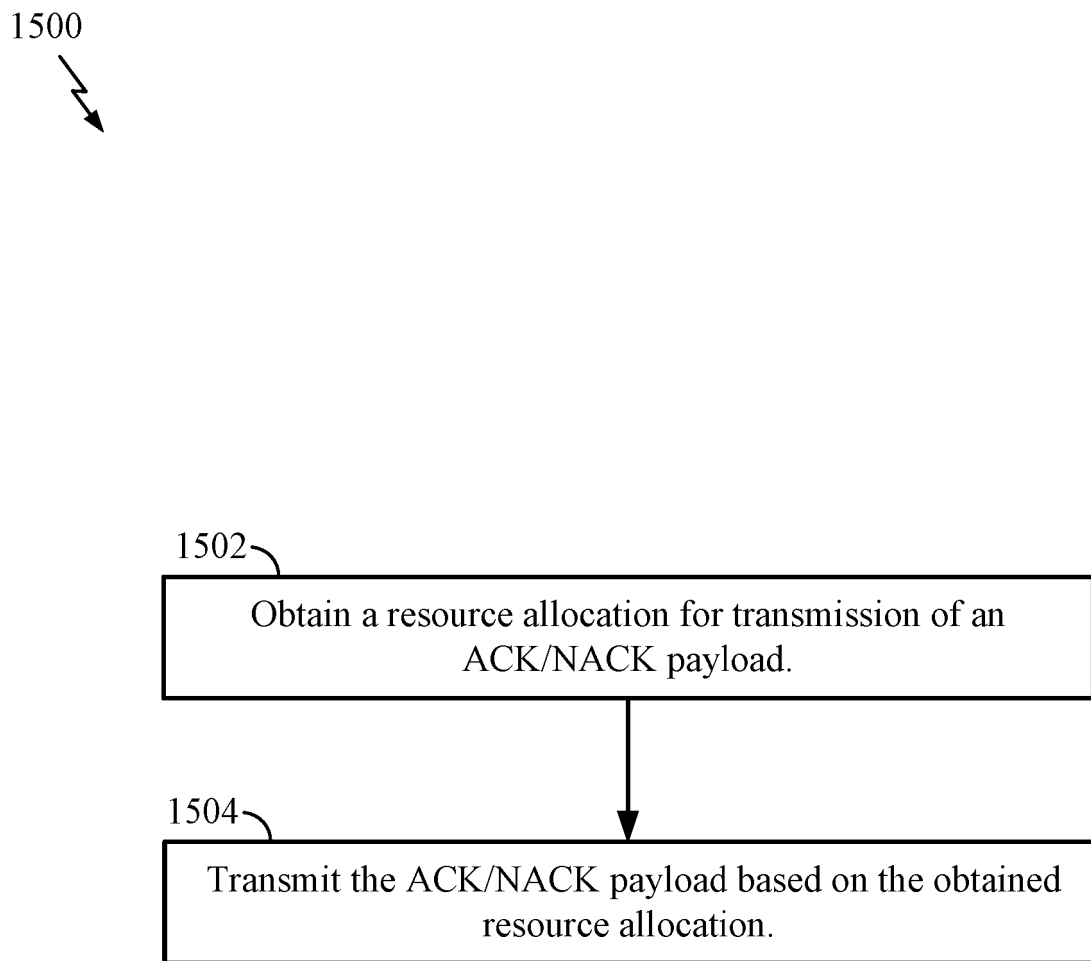 1500
1502
Obtain a resource allocation for transmission of an
ACK/NACK payload.
1504
Transmit the ACK/NACK payload based on the obtained
resource allocation.